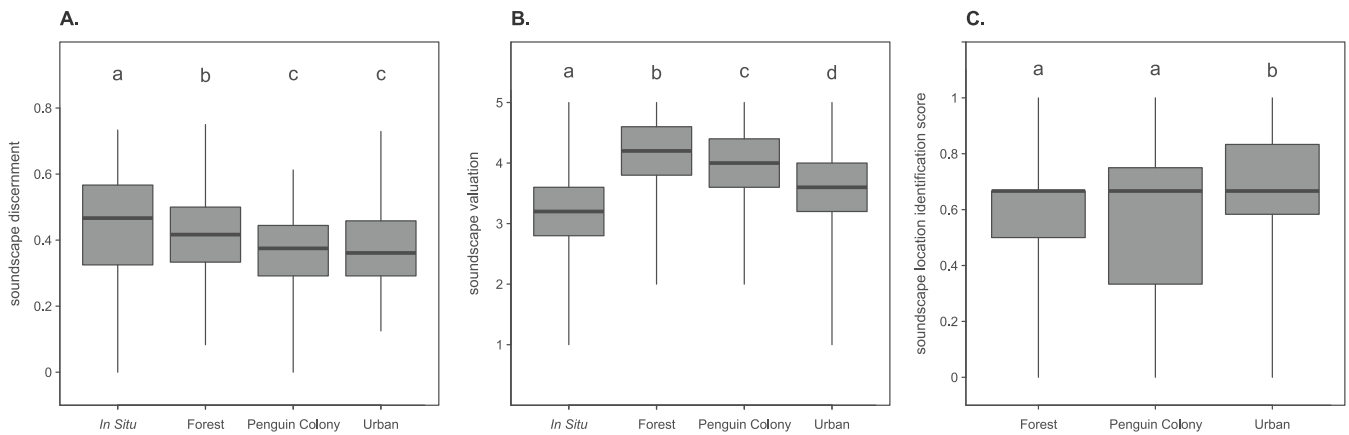 A.
a b c c
0.8
0.6
0.4
0.2
0
soundscape discernment
In Situ Forest Penguin Colony Urban
B.
a b c d
5
4
3
2
1
soundscape valuation
In Situ Forest Penguin Colony Urban
C.
a a b
1
0.8
0.6
0.4
0.2
0
soundscape location identification score
Forest Penguin Colony Urban